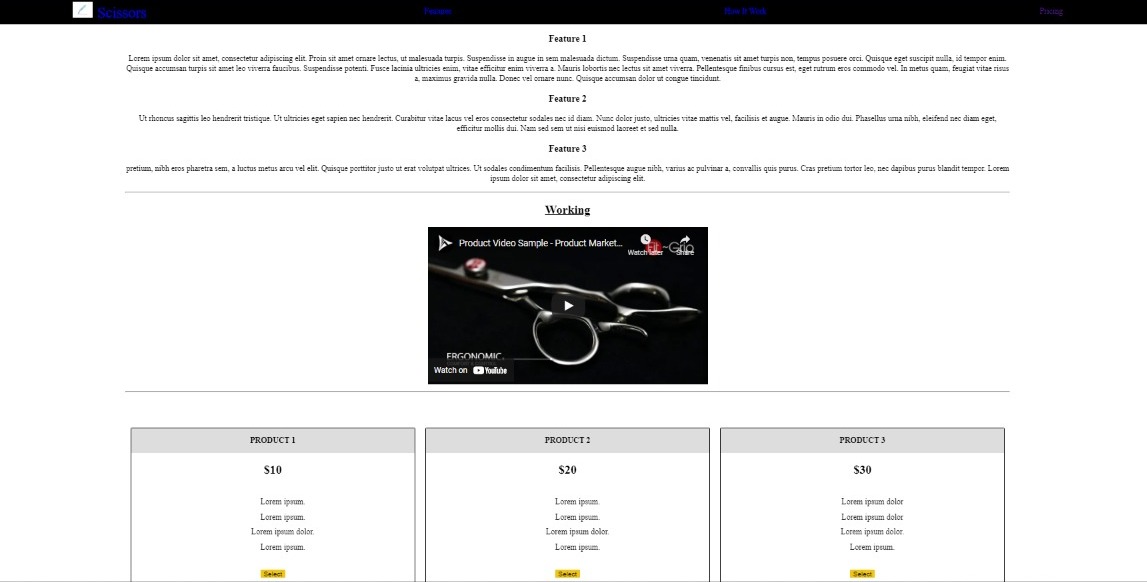 Scissors Features How It Work Pricing
Feature 1
Lorem ipsum dolor sit amet, consectetur adipiscing elit. Proin sit amet ornare lectus, ut malesuada turpis. Suspendisse in augue in sem malesuada dictum. Suspendisse urna quam, venenatis sit amet turpis non, tempus posuere orci. Quisque eget suscipit nulla, id tempor enim.
Quisque accumsan turpis sit amet leo viverra faucibus. Suspendisse potenti. Fusce lacinia ultricies enim, vitae efficitur enim viverra a. Mauris lobortis nec lectus sit amet viverra. Pellentesque finibus cursus est, eget rutrum eros commodo vel. In metus quam, feugiat vitae risus
a, maximus gravida nulla. Donec vel ornare nunc. Quisque accumsan dolor ut congue tincidunt.
Feature 2
Ut rhoncus sagittis leo hendrerit tristique. Ut ultricies eget sapien nec hendrerit. Curabitur vitae lacus vel eros consectetur sodales nec id diam. Nunc dolor justo, ultricies vitae mattis vel, facilisis et augue. Mauris in odio dui. Phasellus urna nibh, eleifend nec diam eget,
efficitur mollis dui. Nam sed sem ut nisi euismod laoreet et sed nulla.
Feature 3
pretium, nibh eros pharetra sem, a luctus metus arcu vel elit. Quisque porttitor justo ut erat volutpat ultrices. Ut sodales condimentum facilisis. Pellentesque augue nibh, varius ac pulvinar a, convallis quis purus. Cras pretium tortor leo, nec dapibus purus blandit tempor. Lorem
ipsum dolor sit amet, consectetur adipiscing elit.
Working
Product Video Sample - Product Market...
Fit~Grip
Watch later Share
ERGONOMIC.
Watch on YouTube
PRODUCT 1 PRODUCT 2 PRODUCT 3
$10 $20 $30
Lorem ipsum. Lorem ipsum. Lorem ipsum dolor
Lorem ipsum. Lorem ipsum. Lorem ipsum dolor
Lorem ipsum dolor. Lorem ipsum dolor. Lorem ipsum dolor.
Lorem ipsum. Lorem ipsum. Lorem ipsum.
Select Select Select